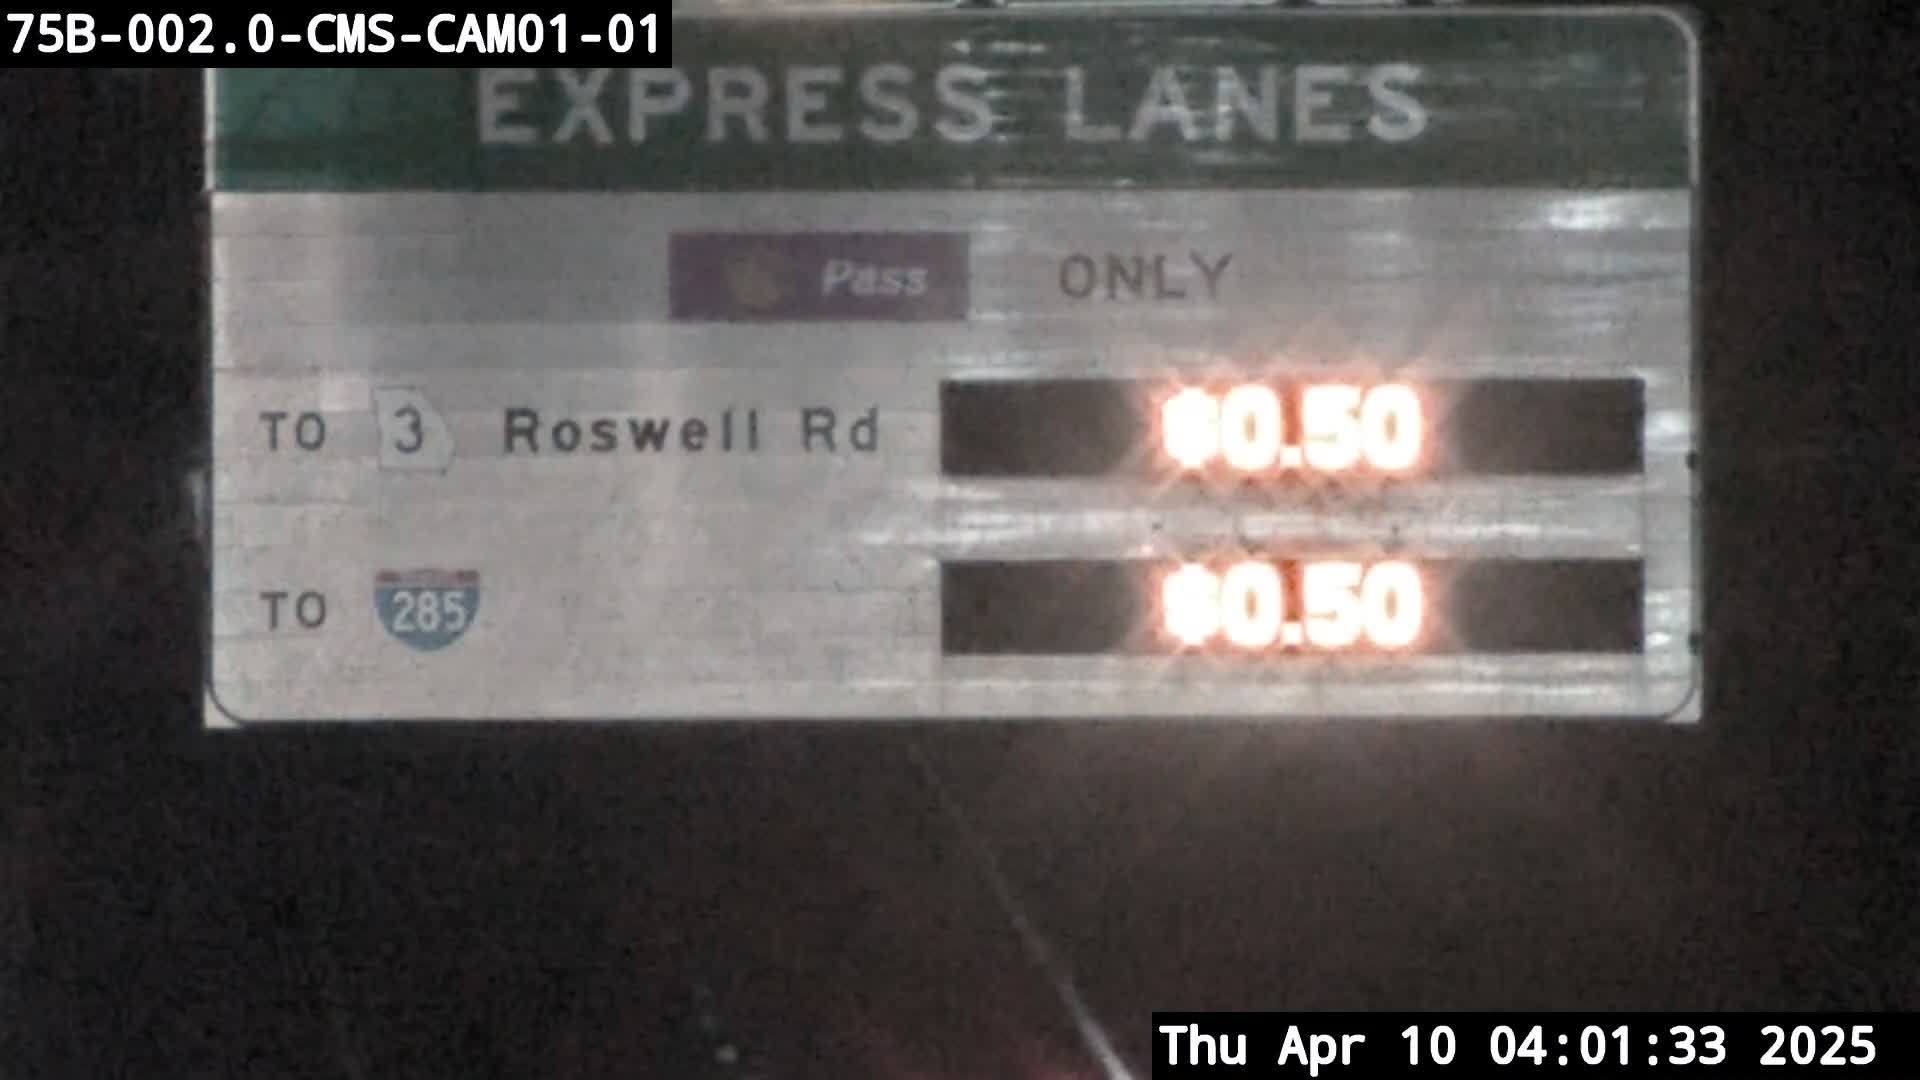 75B-002.0-CMS-CAM01-01
EXPRESS LANES
Pass ONLY
TO 3 Roswell Rd $0.50
TO 285 $0.50
Thu Apr 10 04:01:33 2025